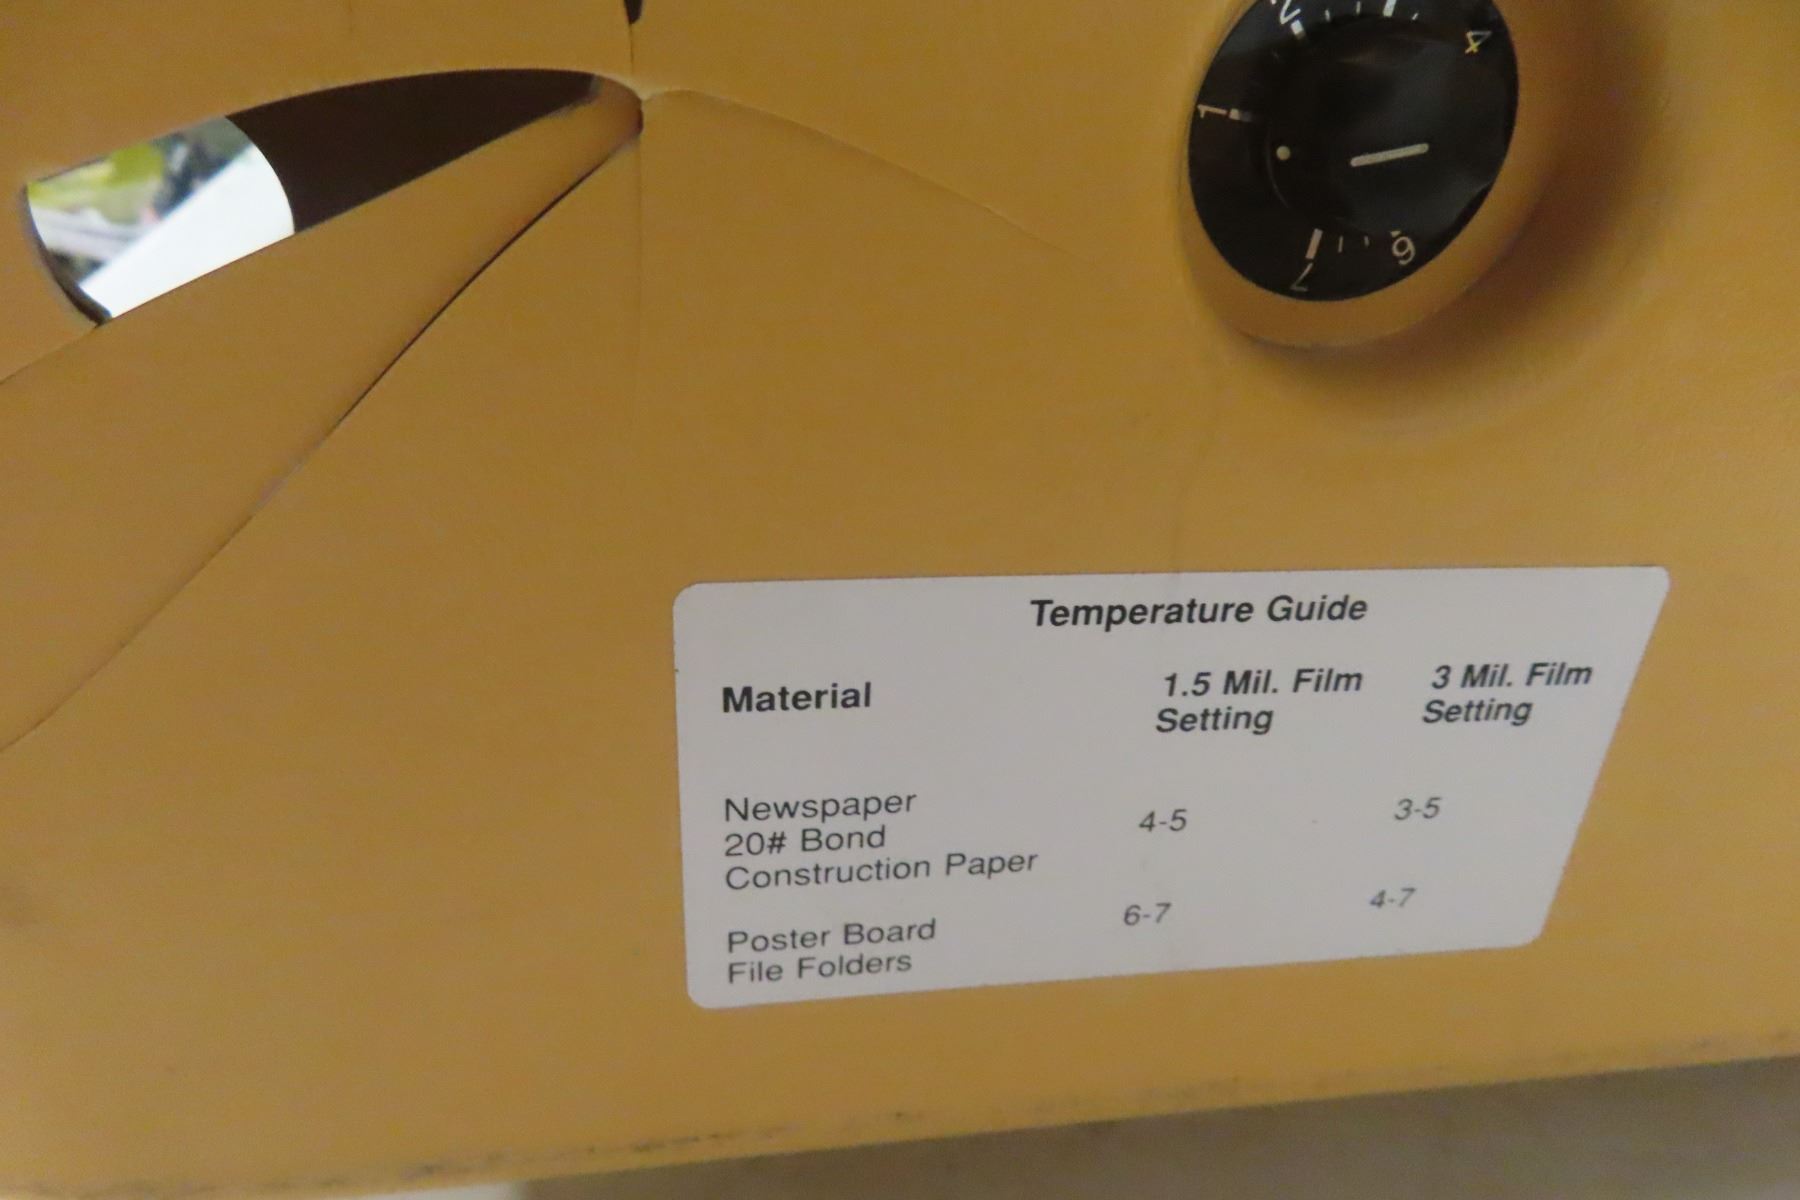 2
4
1
6
7
Temperature Guide
Material 1.5 Mil. Film 3 Mil. Film
Setting Setting
Newspaper
20# Bond 4-5 3-5
Construction Paper
Poster Board 6-7 4-7
File Folders